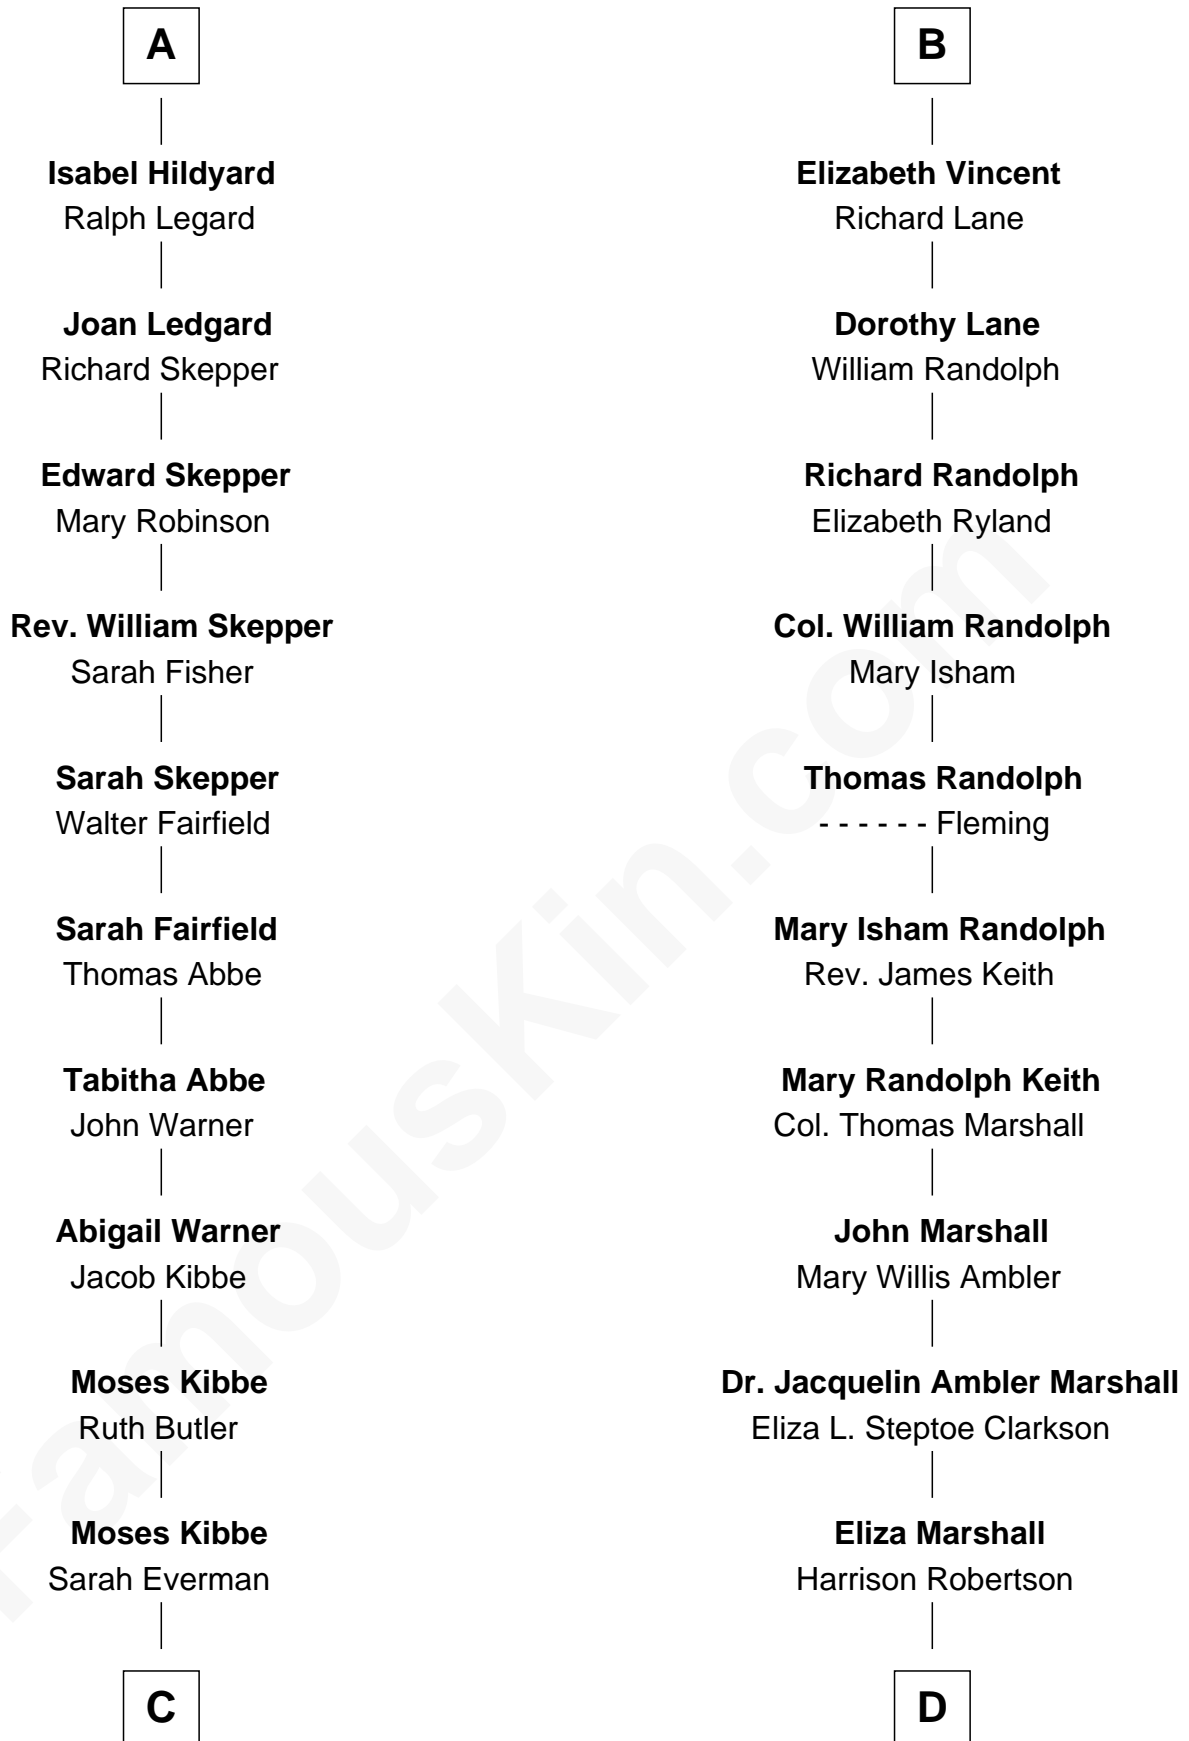 A
Isabel Hildyard
Ralph Legard
Joan Ledgard
Richard Skepper
Edward Skepper
Mary Robinson
Rev. William Skepper
Sarah Fisher
Sarah Skepper
Walter Fairfield
Sarah Fairfield
Thomas Abbe
Tabitha Abbe
John Warner
Abigail Warner
Jacob Kibbe
Moses Kibbe
Ruth Butler
Moses Kibbe
Sarah Everman
C
B
Elizabeth Vincent
Richard Lane
Dorothy Lane
William Randolph
Richard Randolph
Elizabeth Ryland
Col. William Randolph
Mary Isham
Thomas Randolph
- - - - - - Fleming
Mary Isham Randolph
Rev. James Keith
Mary Randolph Keith
Col. Thomas Marshall
John Marshall
Mary Willis Ambler
Dr. Jacquelin Ambler Marshall
Eliza L. Steptoe Clarkson
Eliza Marshall
Harrison Robertson
D
FamousKin.com